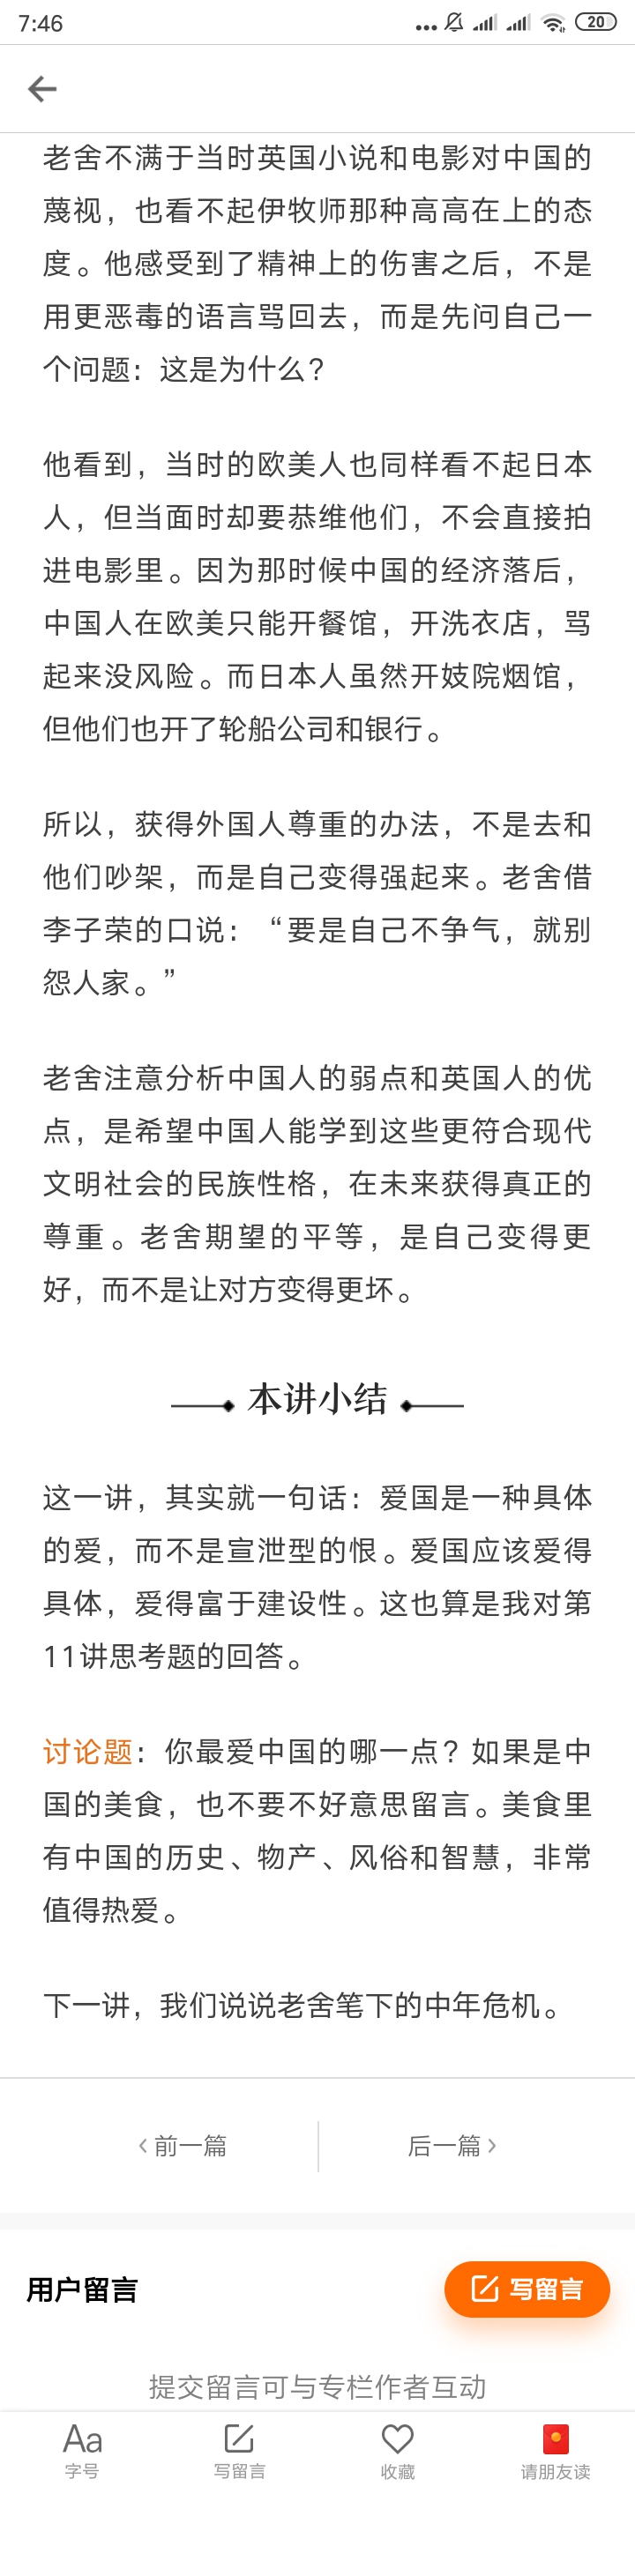 7:46
20
老舍不满于当时英国小说和电影对中国的
蔑视，也看不起伊牧师那种高高在上的态
度。他感受到了精神上的伤害之后，不是
用更恶毒的语言骂回去，而是先问自己一
个问题：这是为什么？
他看到，当时的欧美人也同样看不起日本
人，但当面时却要恭维他们，不会直接拍
进电影里。因为那时候中国的经济落后，
中国人在欧美只能开餐馆，开洗衣店，骂
起来没风险。而日本人虽然开妓院烟馆，
但他们也开了轮船公司和银行。
所以，获得外国人尊重的办法，不是去和
他们吵架，而是自己变得强起来。老舍借
李子荣的口说：“要是自己不争气，就别
怨人家。”
老舍注意分析中国人的弱点和英国人的优
点，是希望中国人能学到这些更符合现代
文明社会的民族性格，在未来获得真正的
尊重。老舍期望的平等，是自己变得更
好，而不是让对方变得更坏。
本讲小结
这一讲，其实就一句话：爱国是一种具体
的爱，而不是宣泄型的恨。爱国应该爱得
具体，爱得富于建设性。这也算是我对第
11讲思考题的回答。
讨论题：你最爱中国的哪一点？如果是中
国的美食，也不要不好意思留言。美食里
有中国的历史、物产、风俗和智慧，非常
值得热爱。
下一讲，我们说说老舍笔下的中年危机。
前一篇
后一篇
用户留言
写留言
提交留言可与专栏作者互动
Aa
字号
写留言
收藏
请朋友读